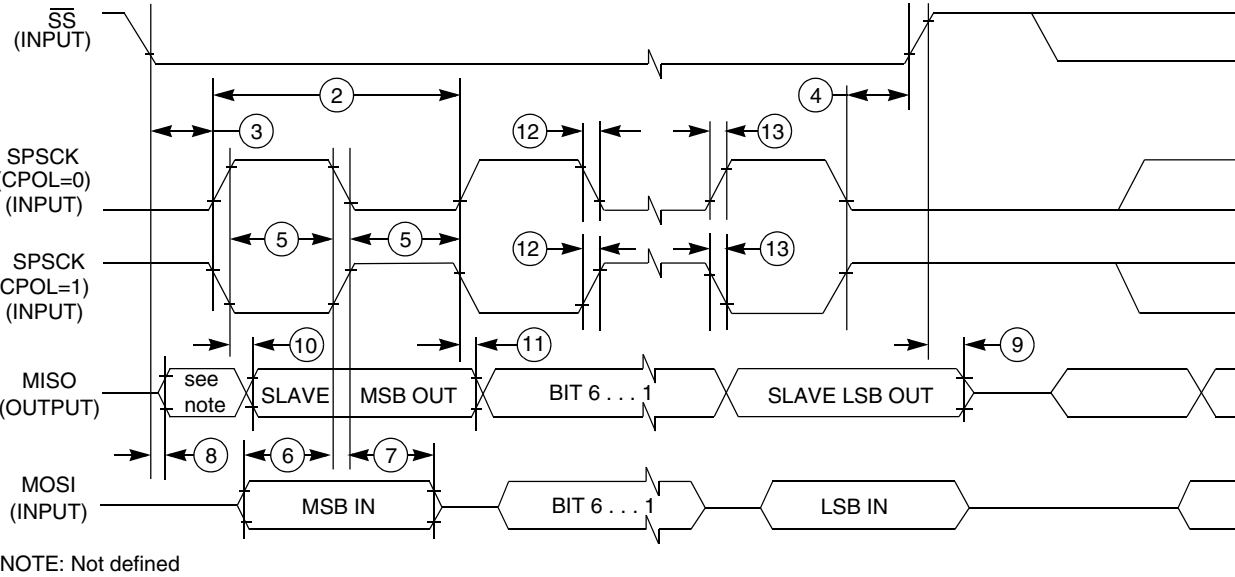 SS
(INPUT)
2
4
3
12
13
SPSCK
(CPOL=0)
(INPUT)
5
5
12
13
SPSCK
CPOL=1)
(INPUT)
10
11
9
MISO
(OUTPUT)
see
note
SLAVE
MSB OUT
BIT 6 . . . 1
SLAVE LSB OUT
8
6
7
MOSI
(INPUT)
MSB IN
BIT 6 . . . 1
LSB IN
NOTE: Not defined